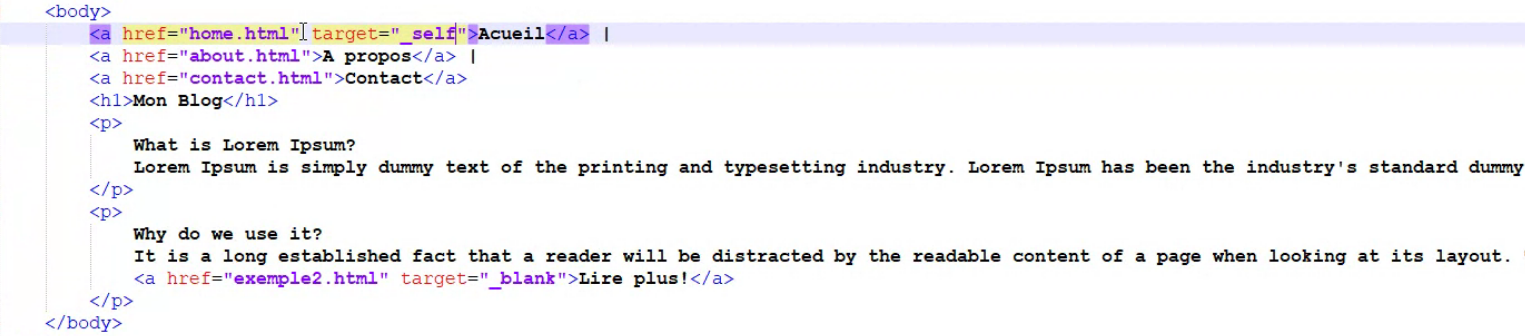 <body>
<a href="home.html" target="_self">Acueil</a> |
<a href="about.html">A propos</a> |
<a href="contact.html">Contact</a>
<h1>Mon Blog</h1>
<p>
What is Lorem Ipsum?
Lorem Ipsum is simply dummy text of the printing and typesetting industry. Lorem Ipsum has been the industry's standard dummy
</p>
<p>
Why do we use it?
It is a long established fact that a reader will be distracted by the readable content of a page when looking at its layout.
<a href="exemple2.html" target="_blank">Lire plus!</a>
</p>
</body>